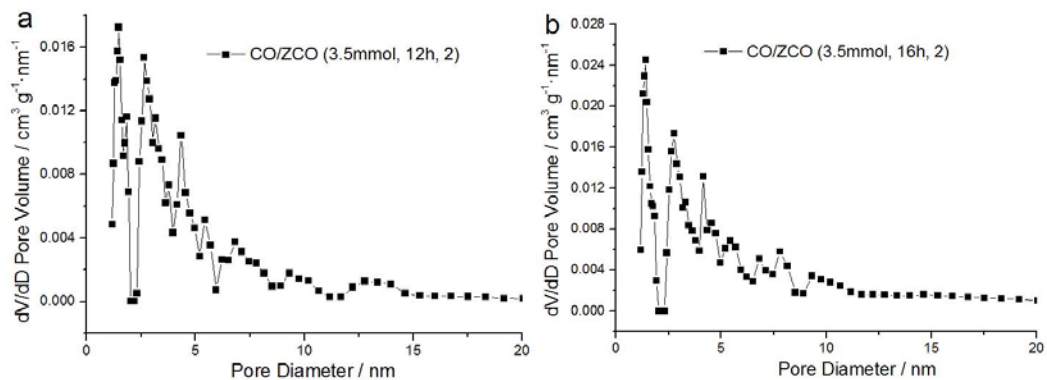 a
CO/ZCO (3.5mmol, 12h, 2)
dV/dD Pore Volume / cm³ g⁻¹·nm⁻¹
0.016
0.012
0.008
0.004
0.000
0
5
10
15
20
Pore Diameter / nm
b
CO/ZCO (3.5mmol, 16h, 2)
dV/dD Pore Volume / cm³ g⁻¹·nm⁻¹
0.028
0.024
0.020
0.016
0.012
0.008
0.004
0.000
0
5
10
15
20
Pore Diameter / nm